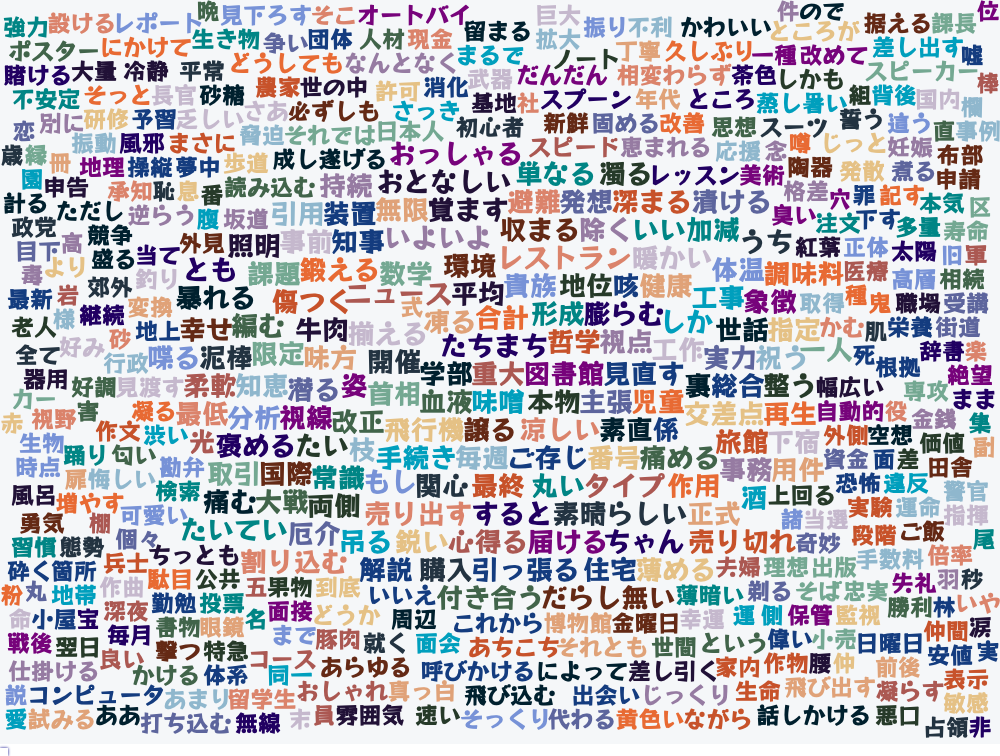 強力 設ける レポート 晩 見下ろす そこ オートバイ 留まる 巨大 振り 不利 かわいい 件 ので ところが 据える 課長 位
ポスター にかけて 生き物 争い 団体 人材 現金 まるで ノート 拡大 丁寧 久しぶり 一種 改めて 差し出す 嘘
賭ける 大量 冷静 平常 どうしても なんとなく 武器 だんだん 相変わらず 茶色 しかも スピーカー 棒
不安定 そっと 長官 砂糖 農家 世の中 許可 消化 基地 社 スプーン 年代 ところ 蒸し暑い 組 背後 国内 欄
恋 別に 研修 予習 乏しい さあ 必ずしも さっき 初心者 新鮮 固める 改善 思想 スーツ 誓う 違う 直 事例
振動 風邪 まさに 脅迫 それでは 日本人 おっしゃる スピード 恵まれる 応援 念 噂 じっと 妊娠 布 部
歳 縁 冊 地理 操縦 夢中 歩道 成し遂げる 単なる 濁る レッスン 美術 陶器 発散 煮る 申請
園 申告 承知 恥 息 番 読み込む 持続 おとなしい 避難 発想 深まる 漬ける 格差 穴 罪 記す 本気 区
計る ただし 逆らう 腹 坂道 引用 装置 無限 覚ます 収まる 除く いい 加減 臭い 注文 下す 多量 寿命
政党 目下 高 競争 当て 外見 照明 事前 知事 いよいよ うち 紅葉 正体 太陽 旧 軍
毒 より 盛る 釣り とも 課題 鍛える 数学 環境 レストラン 暖かい 体温 調味料 医療 高層 相続
最新 岩 郊外 変換 暴れる 傷つく ニュース 平均 貴族 地位 咳 健康 工事 象徴 取得 種 鬼 職場 受講
老人 様 継続 砂 地上 幸せ 編む 牛肉 揃える 式 凍る 合計 形成 膨らむ しか 世話 指定 かむ 肌 栄養 街道
全て 好み 行政 喋る 泥棒 限定 味方 開催 たちまち 哲学 視点 工作 実力 祝う 一人 死 根拠 辞書 楽
器用 好調 見渡す 柔軟 知恵 潜る 姿 首相 学部 重大 図書館 見直す 裏 総合 整う 幅広い 専攻 絶望 まま
カー 赤 視野 害 凝る 最低 分析 視線 改正 血液 味噌 本物 主張 児童 交差点 再生 自動的 役 金銭 集
生物 作文 渋い 光 褒める たい 枝 飛行機 譲る 涼しい 素直 係 旅館 下宿 外側 空想 価値 副
時点 踊り 匂い 勘弁 取引 国際 常識 手続き 毎週 ご存じ 番号 痛める 事務 用件 資金 面 差 田舎
風呂 扉 悔しい 検索 痛む 大戦 両側 もし 関心 最終 丸い タイプ 作用 酒 上回る 恐怖 違反 警官
勇気 増やす 棚 可愛い 売り出す すると 素晴らしい 正式 諸 当選 実験 運命 指揮
習慣 態勢 個々 たいてい 厄介 吊る 鋭い 心得る 届ける ちゃん 売り切れ 奇妙 段階 ご飯 尾
砕く 箇所 兵士 ちっとも 割り込む 解説 購入 引っ張る 住宅 薄める 夫婦 理想 出版 手数料 倍率
粉 丸 地帯 作曲 駄目 公共 五 果物 到底 いいえ 付き合う だらし無い 薄暗い 剃る そば 忠実 失礼 羽 秒
命 小屋 宝 深夜 勤勉 投票 名 面接 どうか 周辺 これから 博物館 金曜日 幸運 運 側 保管 監視 勝利 林 いや
戦後 翌日 毎月 書物 眼鏡 まで 豚肉 就く 面会 あちこち それとも 世間 という 偉い 小売 日曜日 仲間 涙
仕掛ける 良い 撃つ 特急 かける 体系 コース 同一 あらゆる 呼びかける によって 差し引く 家内 作物 腰 仲 前後 安値 実
説 コンピュータ あまり 留学生 おしゃれ 真っ白 飛び込む 出会い じっくり 生命 飛び出す 凝らす 表示 敏感
愛 試みる ああ 打ち込む 無線 末 員 雰囲気 速い そっくり 代わる 黄色い ながら 話しかける 悪口 占領 非